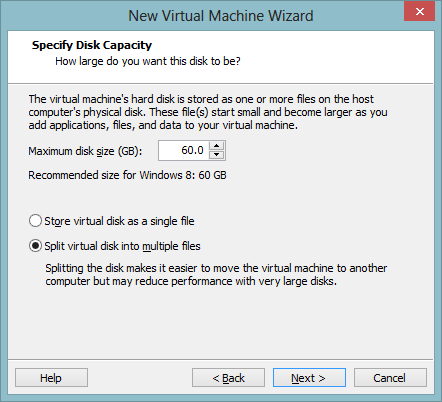 New Virtual Machine Wizard
Specify Disk Capacity
How large do you want this disk to be?
The virtual machine's hard disk is stored as one or more files on the host
computer's physical disk. These file(s) start small and become larger as you
add applications, files, and data to your virtual machine.
Maximum disk size (GB): 60.0
Recommended size for Windows 8: 60 GB
Store virtual disk as a single file
Split virtual disk into multiple files
Splitting the disk makes it easier to move the virtual machine to another
computer but may reduce performance with very large disks.
Help < Back Next > Cancel